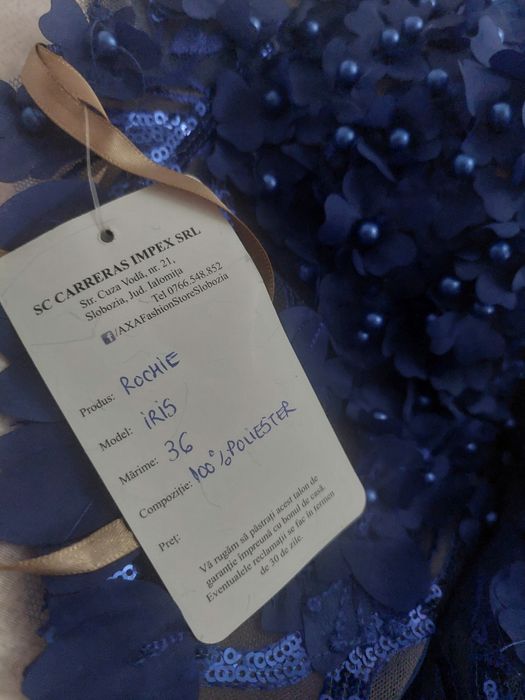 SC CARRERAS IMPEX SRL
Str. Cuza Vodă, nr. 21,
Slobozia, Jud. Ialomița
Tel 0766.548.852
f/AXAFashionStoreSlobozia
Produs: ROCHIE
Model: IRIS
Mărime: 36
Compoziție: 100% POLIESTER
Preț:
Vă rugăm să păstrați acest talon de
garanție împreună cu bonul de casă.
Eventualele reclamații se fac în termen
de 30 de zile.